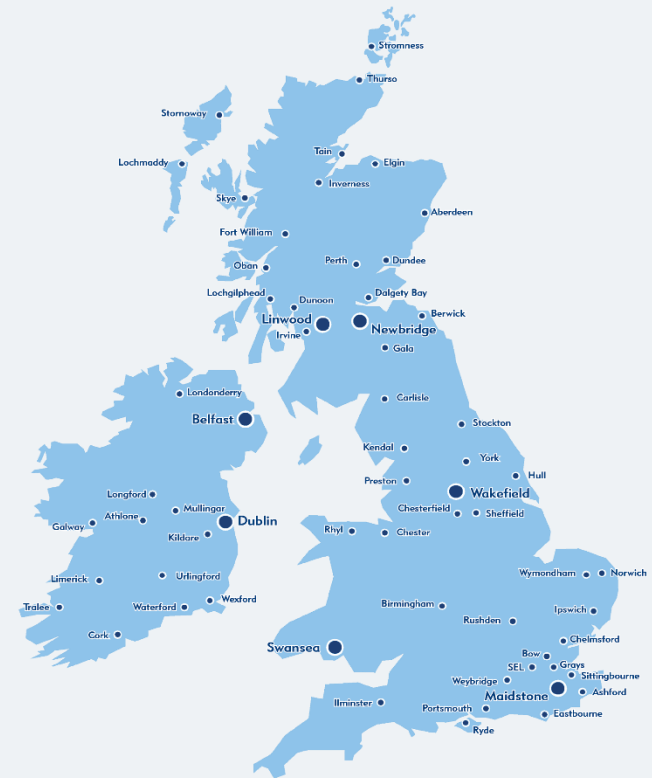 Stromness
Thurso
Stornoway
Tain
Lochmaddy
Elgin
Inverness
Skye
Aberdeen
Fort William
Perth
Dundee
Oban
Lochgilphead
Dalgety Bay
Dunoon
Berwick
Linwood
Newbridge
Irvine
Gala
Londonderry
Carlisle
Belfast
Stockton
Kendal
York
Hull
Preston
Wakefield
Longford
Mullingar
Chesterfield
Sheffield
Athlone
Dublin
Galway
Rhyl
Chester
Kildare
Limerick
Urlingford
Wymondham
Norwich
Wexford
Tralee
Waterford
Birmingham
Ipswich
Rushden
Cork
Chelmsford
Swansea
Bow
SEL
Grays
Sittingbourne
Weybridge
Maidstone
Ashford
Ilminster
Portsmouth
Eastbourne
Ryde